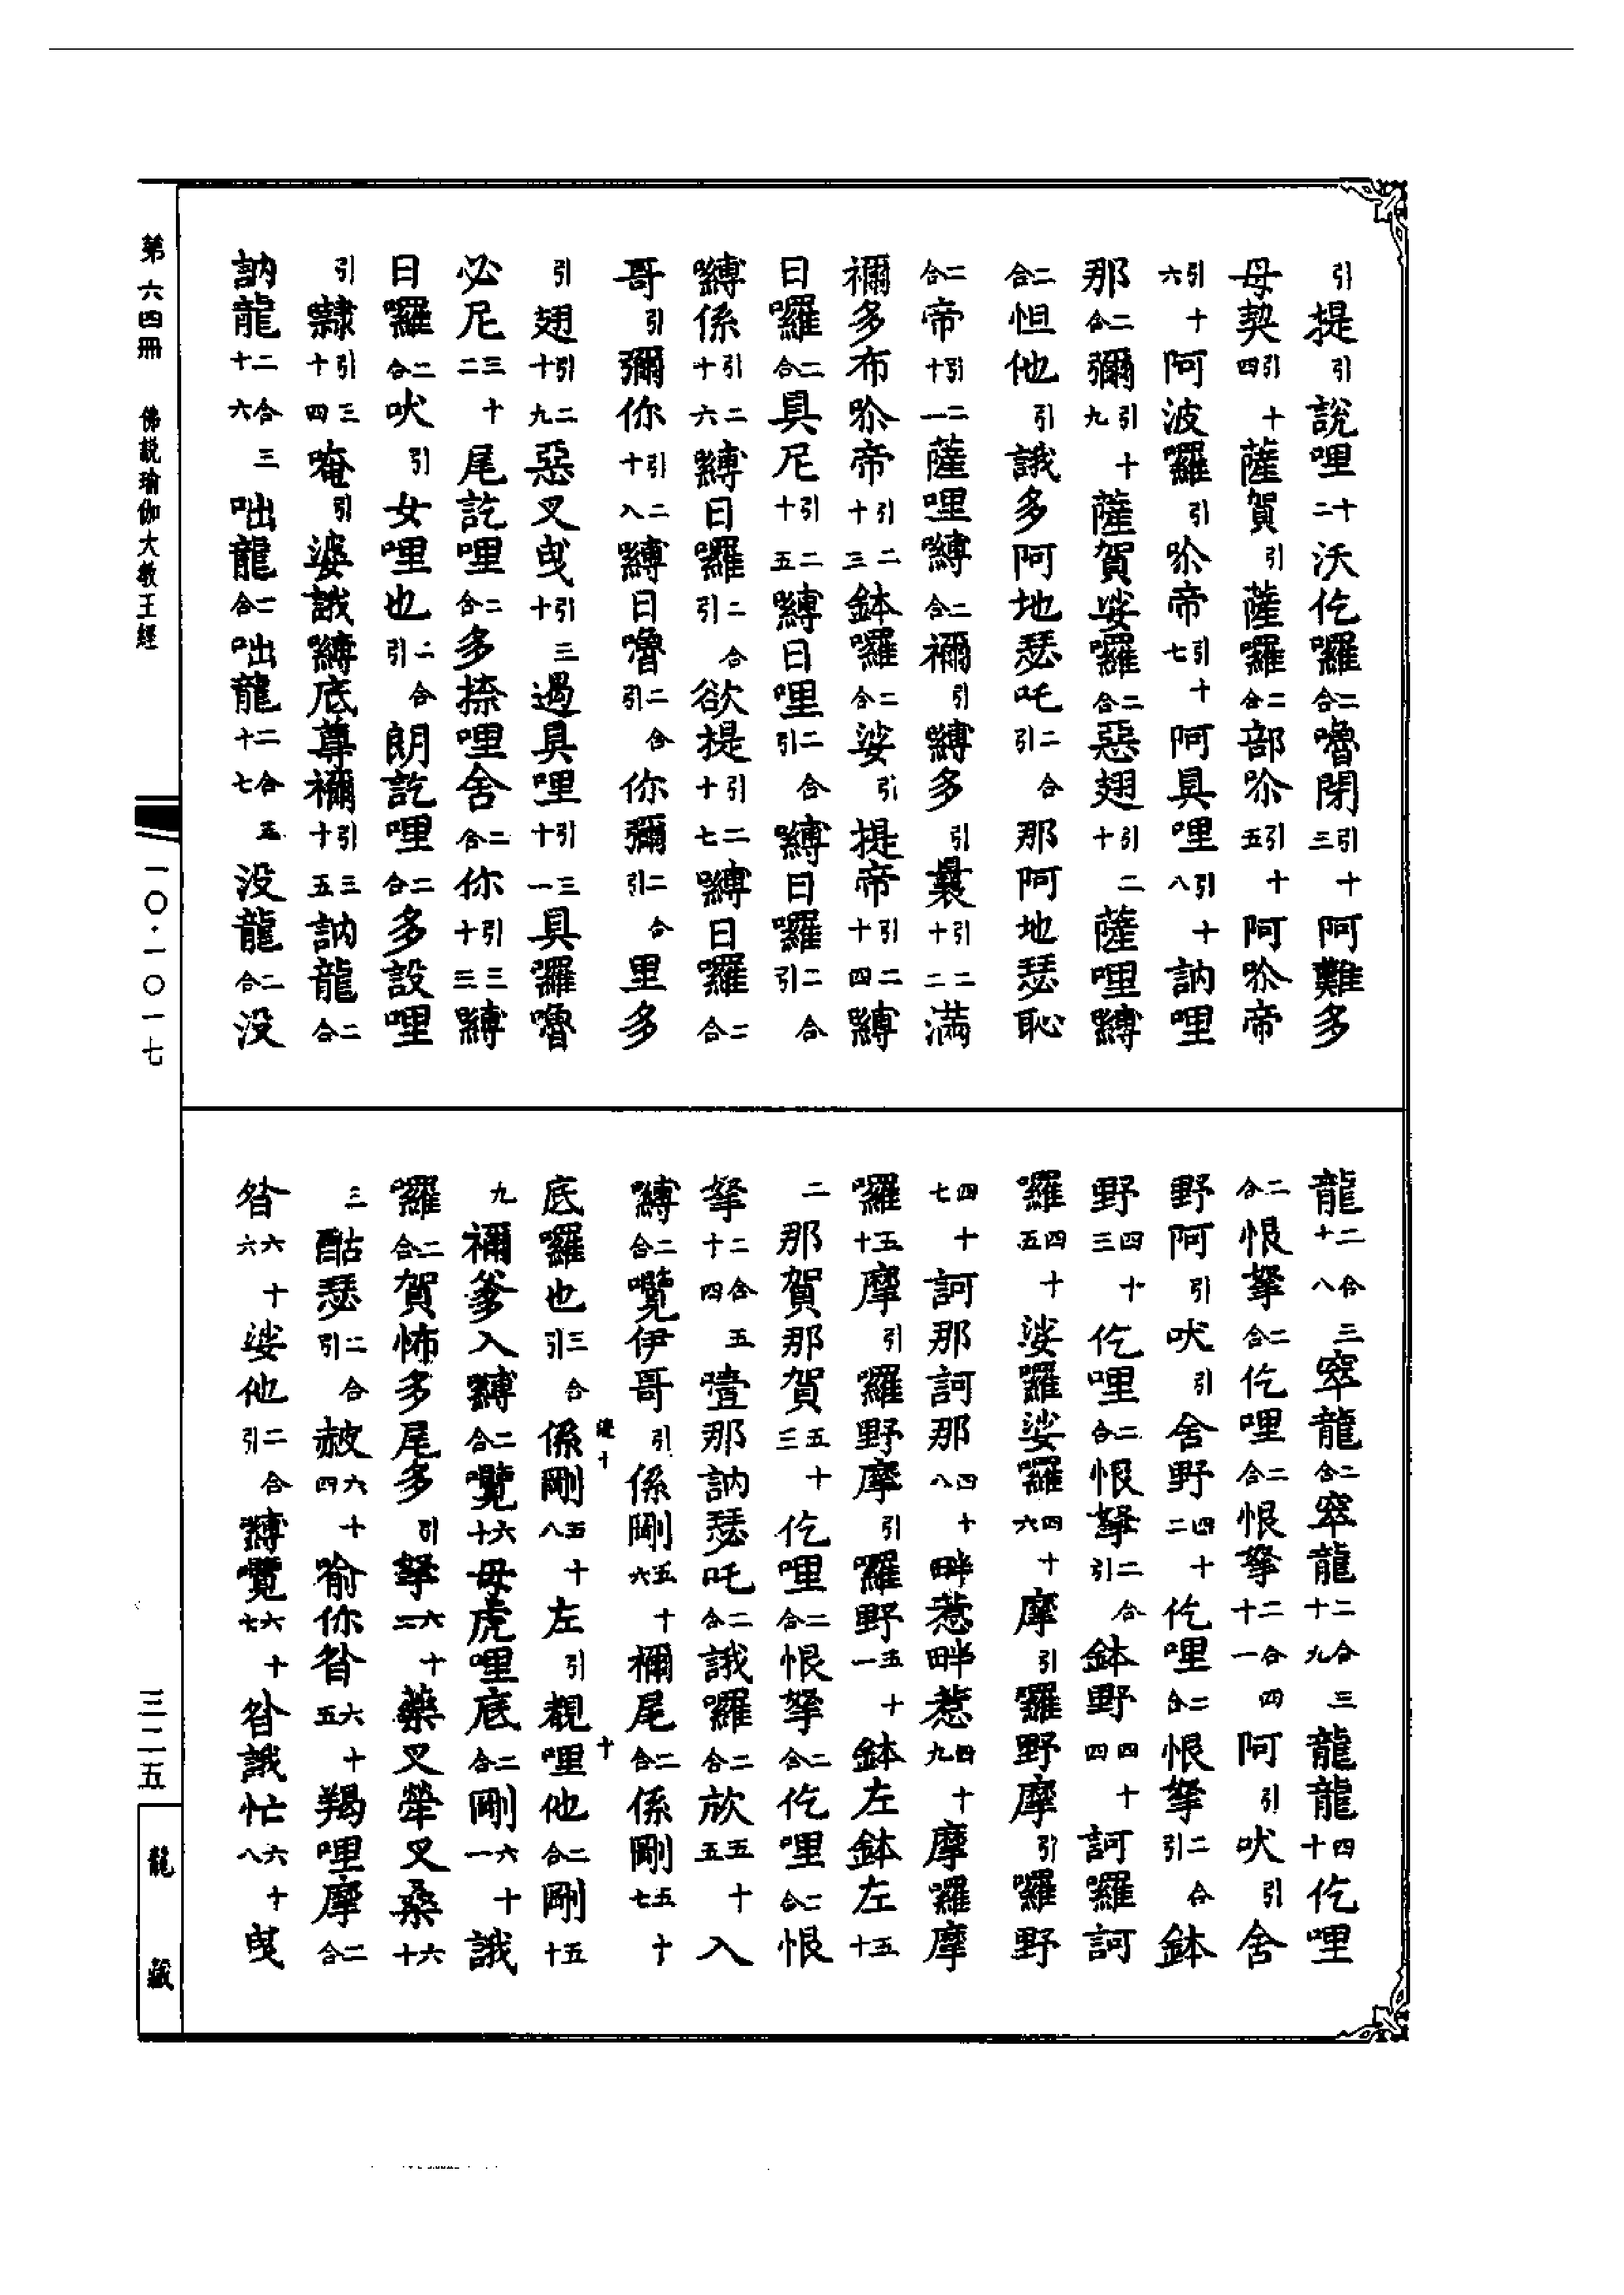 引提引説哩十二沃仡囉二合嚕閉引十三阿難多
母契引十四薩賀引薩囉二合部尒引十五阿尒帝
引十六阿波囉引尒帝引十七阿具哩引十八訥哩
那二合彌引十九薩賀娑囉二合惡翅引二十薩哩嚩
二合怛他引誐多阿地瑟吒二合引那阿地瑟恥
二合帝引二十一薩哩嚩二合禰引嚩多引曩引二十二滿
禰多布尒帝引二十三鉢囉二合娑引提帝引二十四嚩
日囉二合具尼引二十五嚩日哩二合引嚩日囉二合引
嚩係引二十六嚩日囉二合引欲提引二十七嚩日囉二合
哥引彌你引二十八嚩日嚕二合引你彌二合引里多
引翅引二十九惡叉曳引三十遏具哩引三十一具囉嚕
必尼三十二尾訖哩二合多捺哩舍二合你引三十三嚩
日囉二合吠引女哩也二合引朗訖哩二合多設哩
引隸引三十四唵引婆誐嚩底尊禰引三十五訥龍二合
訥龍二合三十六咄龍二合咄龍二合三十七没龍二合没
龍二合三十八窣龍二合窣龍二合三十九龍龍四十仡哩
二合恨拏二合仡哩二合恨拏二合四十一阿引吠引舍
野阿引吠引舍野四十二仡哩二合恨拏二合引鉢
野四十三仡哩二合恨拏二合引鉢野四十四訶囉訶
囉四十五娑囉娑囉四十六摩引囉野摩引囉野
四十七訶那訶那四十八畔惹畔惹四十九摩囉摩
囉五十摩引囉野摩引囉野五十一鉢左鉢左五十
二那賀那賀五十三仡哩二合恨拏二合仡哩二合恨
拏二合五十四噎那訥瑟吒二合誐囉二合放五十五入
嚩二合囕伊哥引係剛五十六禰尾二合係剛五十七
底囉也三合引係剛五十八左引覩哩他二合剛五十
九禰爹入嚩二合囕六十母虎哩底二合剛六十一誐
囉二合賀怖多尾多引拏六十二藥叉犖叉桑六十
三酤瑟二合引赦六十四喻你昝六十五羯哩摩二合
昝六十六娑他二合引嚩囕六十七昝誐忙六十八曳
第六四冊 佛説瑜伽大教王經
一〇·一〇一七
三二五
龍藏